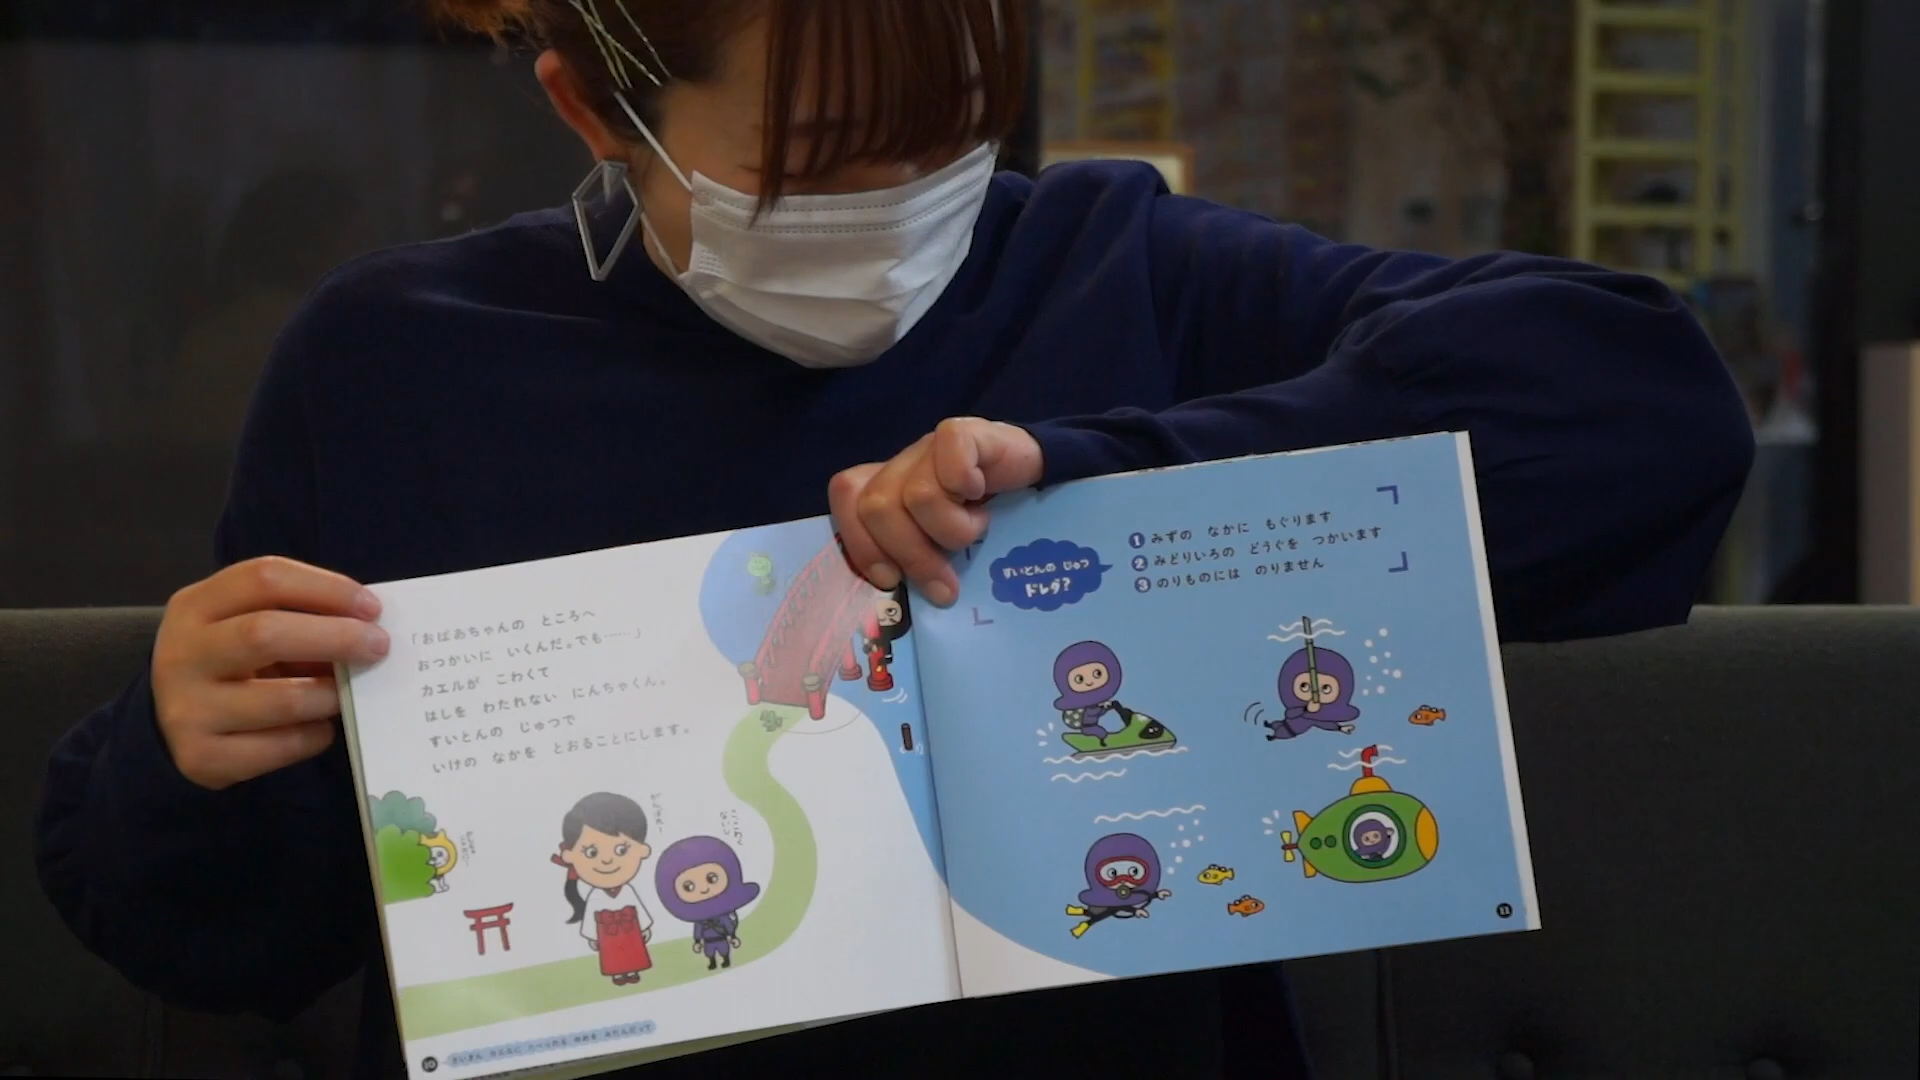 「おばあちゃんの ところへ
おつかいに いくんだ。でも……」
カエルが こわくて
はしを わたれない にんちゃくん。
すいとんの じゅつで
いけの なかを とおることにします。
がんばれー
10
すいとんの じゅつ
ドレダ?
1 みずの なかに もぐります
2 みどりいろの どうぐを つかいます
3 のりものには のりません
11